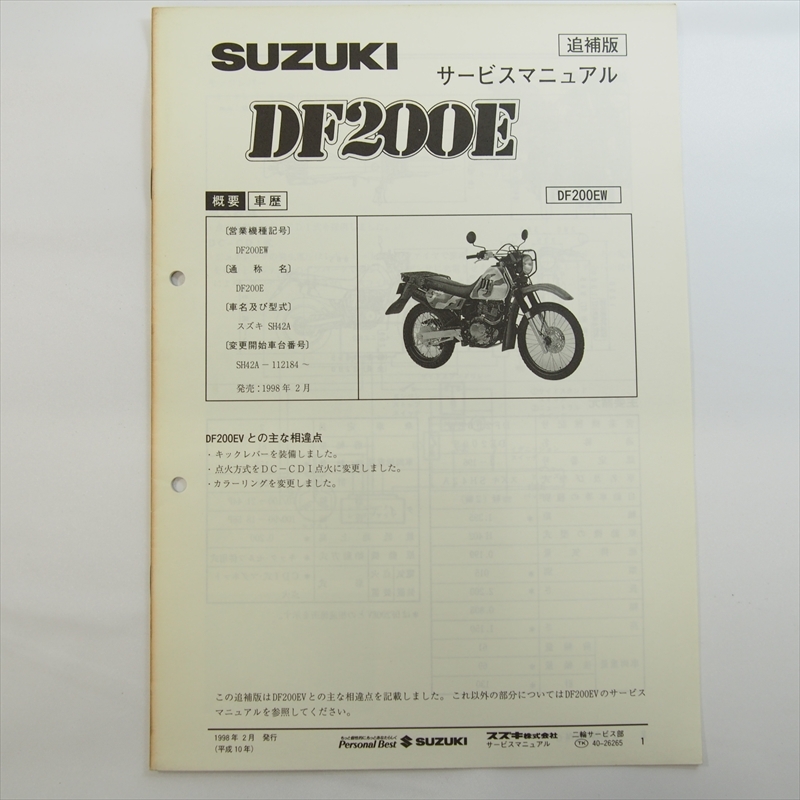 SUZUKI
追補版
サービスマニュアル
DF200E
概要 車歴
DF200EW
〔営業機種記号〕
DF200EW
〔通称名〕
DF200E
〔車名及び型式〕
スズキ SH42A
〔変更開始車台番号〕
SH42A－112184～
発売：1998年 2月
DF200EVとの主な相違点
・キックレバーを装備しました。
・点火方式をDC－CDI点火に変更しました。
・カラーリングを変更しました。
この追補版はDF200EVとの主な相違点を記載しました。これ以外の部分についてはDF200EVのサービス
マニュアルを参照してください。
1998年 2月 発行
(平成10年)
Personal Best SUZUKI
スズキ株式会社
サービスマニュアル
二輪サービス部
TK 40-26265
1